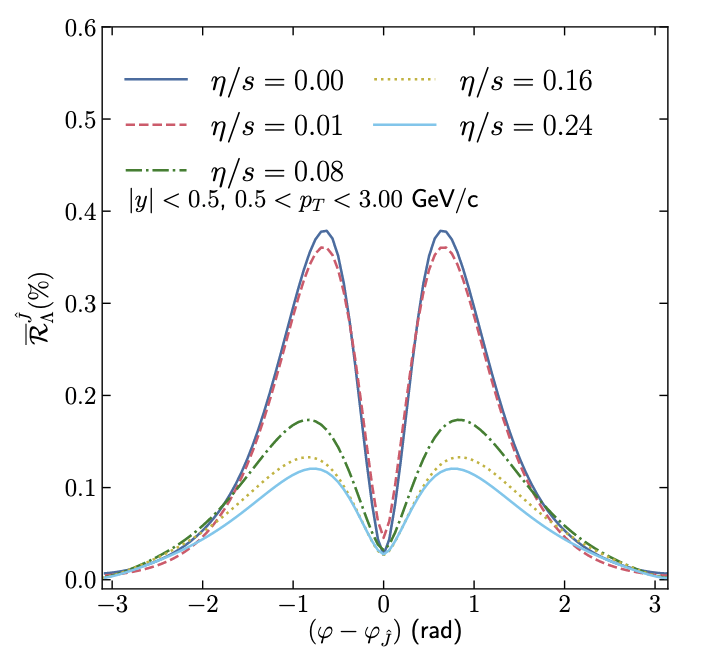 0.6
η/s = 0.00
η/s = 0.16
0.5
η/s = 0.01
η/s = 0.24
η/s = 0.08
|y| < 0.5, 0.5 < p_T < 3.00 GeV/c
0.4
0.3
0.2
0.1
0.0
R̅_Λ^Ĵ(%)
−3 −2 −1 0 1 2 3
(φ − φ_Ĵ) (rad)